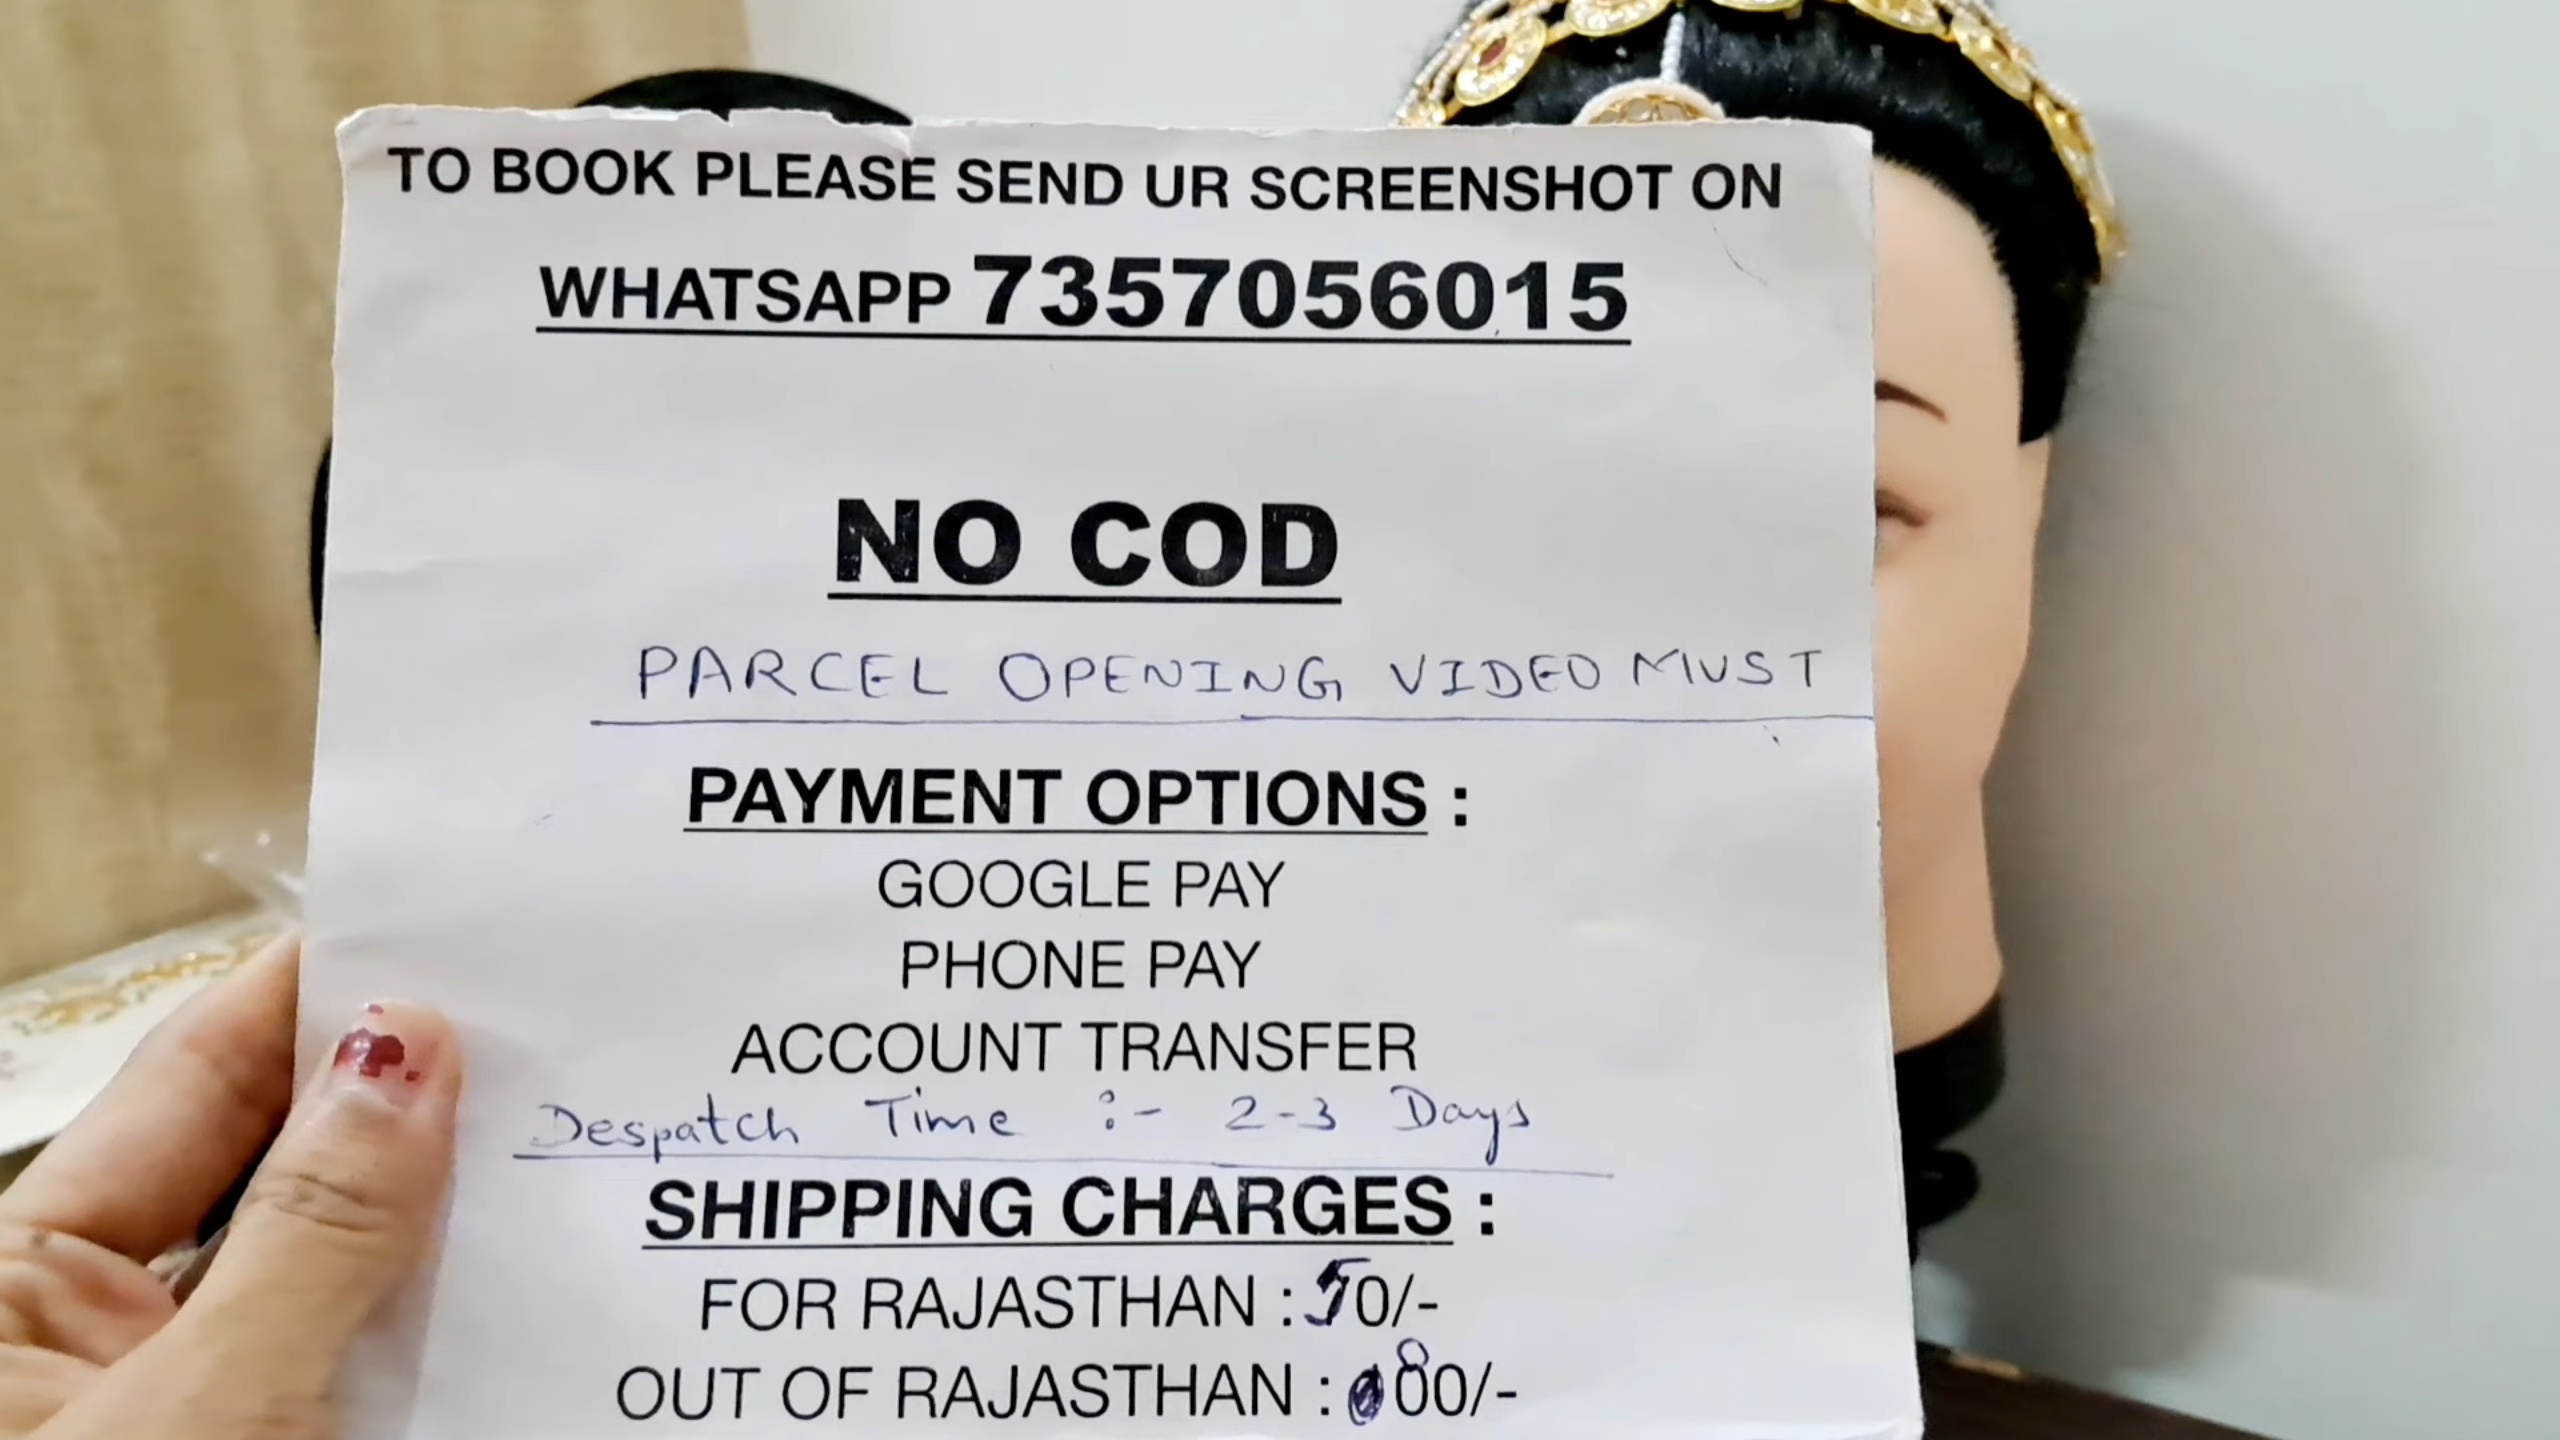 TO BOOK PLEASE SEND UR SCREENSHOT ON
WHATSAPP 7357056015
NO COD
PARCEL OPENING VIDEO MUST
PAYMENT OPTIONS :
GOOGLE PAY
PHONE PAY
ACCOUNT TRANSFER
Despatch Time :- 2-3 Days
SHIPPING CHARGES :
FOR RAJASTHAN : 50/-
OUT OF RAJASTHAN : 80/-